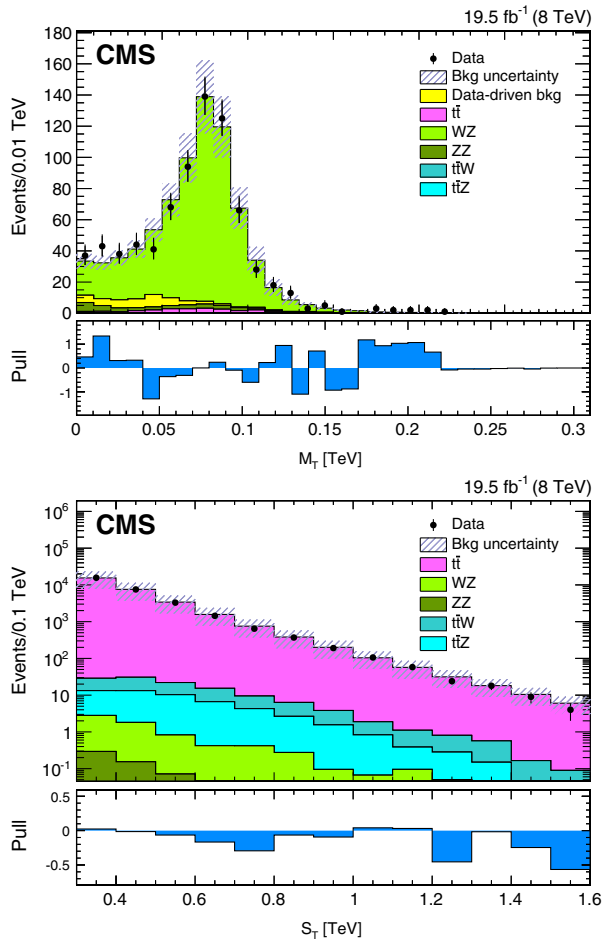 19.5 fb⁻¹ (8 TeV)
CMS
Data
Bkg uncertainty
Data-driven bkg
tt̄
WZ
ZZ
tt̄W
tt̄Z
Events/0.01 TeV
180
160
140
120
100
80
60
40
20
0
Pull
1
0
-1
0 0.05 0.1 0.15 0.2 0.25 0.3
M_T [TeV]
19.5 fb⁻¹ (8 TeV)
CMS
Data
Bkg uncertainty
tt̄
WZ
ZZ
tt̄W
tt̄Z
Events/0.1 TeV
10⁶
10⁵
10⁴
10³
10²
10
1
10⁻¹
Pull
0.5
0
-0.5
0.4 0.6 0.8 1 1.2 1.4 1.6
S_T [TeV]